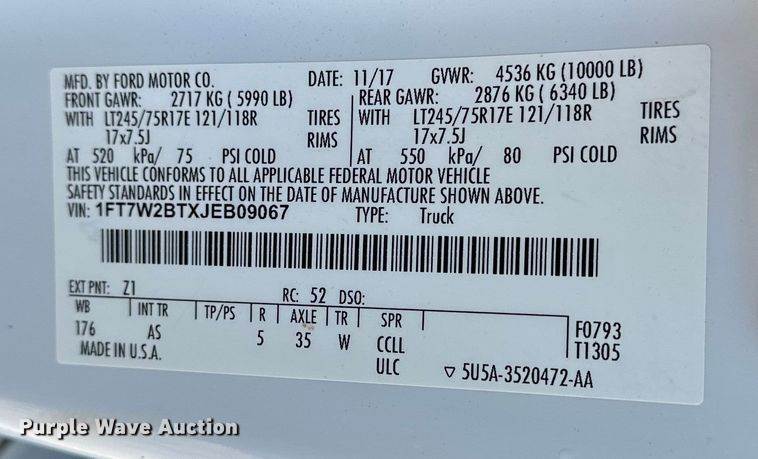 MFD. BY FORD MOTOR CO. DATE: 11/17 GVWR: 4536 KG (10000 LB)
FRONT GAWR: 2717 KG ( 5990 LB) REAR GAWR: 2876 KG ( 6340 LB)
WITH LT245/75R17E 121/118R TIRES WITH LT245/75R17E 121/118R TIRES
17x7.5J RIMS 17x7.5J RIMS
AT 520 kPa/ 75 PSI COLD AT 550 kPa/ 80 PSI COLD
THIS VEHICLE CONFORMS TO ALL APPLICABLE FEDERAL MOTOR VEHICLE
SAFETY STANDARDS IN EFFECT ON THE DATE OF MANUFACTURE SHOWN ABOVE.
VIN: 1FT7W2BTXJEB09067 TYPE: Truck
EXT PNT: Z1 RC: 52 DSO:
WB INT TR TP/PS R AXLE TR SPR F0793
176 AS 5 35 W CCLL T1305
MADE IN U.S.A. ULC 5U5A-3520472-AA
Purple Wave Auction